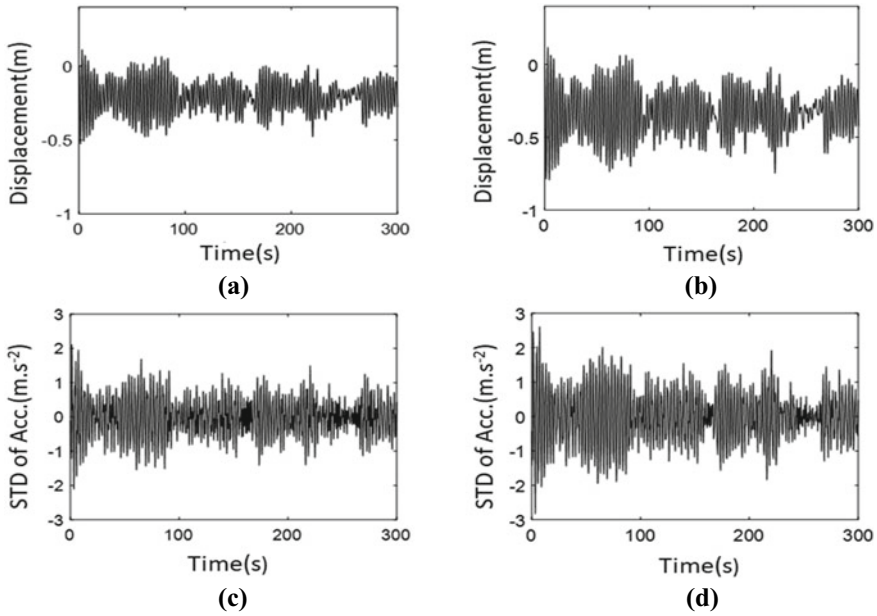 0
-0.5
-1
Displacement(m)
0 100 200 300
Time(s)
(a)
0
-0.5
-1
Displacement(m)
0 100 200 300
Time(s)
(b)
3
2
1
0
-1
-2
-3
STD of Acc.(m.s⁻²)
0 100 200 300
Time(s)
(c)
3
2
1
0
-1
-2
-3
STD of Acc.(m.s⁻²)
0 100 200 300
Time(s)
(d)